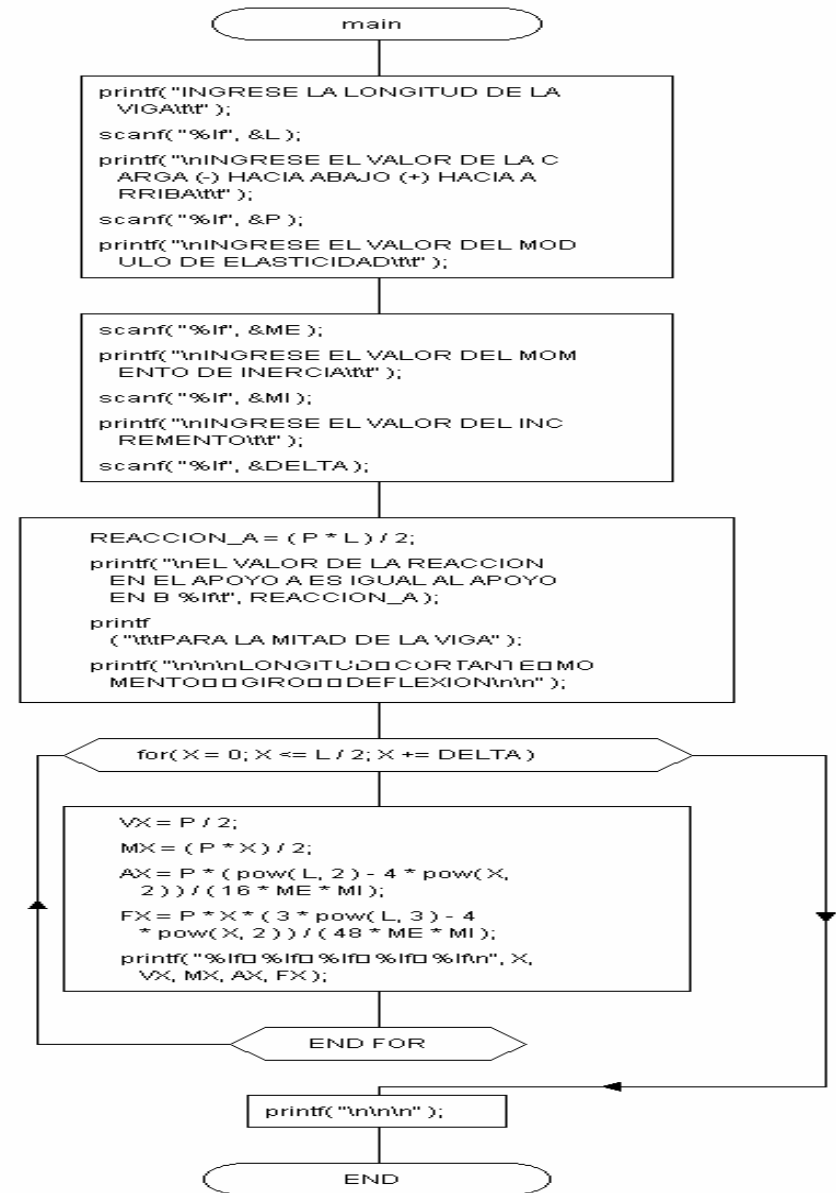 main
printf( "INGRESE LA LONGITUD DE LA
VIGA\t\t" );
scanf( "%lf", &L );
printf( "\nINGRESE EL VALOR DE LA C
ARGA (-) HACIA ABAJO (+) HACIA A
RRIBA\t\t" );
scanf( "%lf", &P );
printf( "\nINGRESE EL VALOR DEL MOD
ULO DE ELASTICIDAD\t\t" );
scanf( "%lf", &ME );
printf( "\nINGRESE EL VALOR DEL MOM
ENTO DE INERCIA\t\t" );
scanf( "%lf", &MI );
printf( "\nINGRESE EL VALOR DEL INC
REMENTO\t\t" );
scanf( "%lf", &DELTA );
REACCION_A = ( P * L ) / 2;
printf( "\nEL VALOR DE LA REACCION
EN EL APOYO A ES IGUAL AL APOYO
EN B %lf\t", REACCION_A );
printf
( "\t\tPARA LA MITAD DE LA VIGA" );
printf( "\n\n\nLONGITUD□CORTANTE□MO
MENTO□□GIRO□□DEFLEXION\n\n" );
for( X = 0; X <= L / 2; X += DELTA )
VX = P / 2;
MX = ( P * X ) / 2;
AX = P * ( pow( L, 2 ) - 4 * pow( X,
2 ) ) / ( 16 * ME * MI );
FX = P * X * ( 3 * pow( L, 3 ) - 4
* pow( X, 2 ) ) / ( 48 * ME * MI );
printf( "%lf□ %lf□ %lf□ %lf□ %lf\n", X,
VX, MX, AX, FX );
END FOR
printf( "\n\n\n" );
END